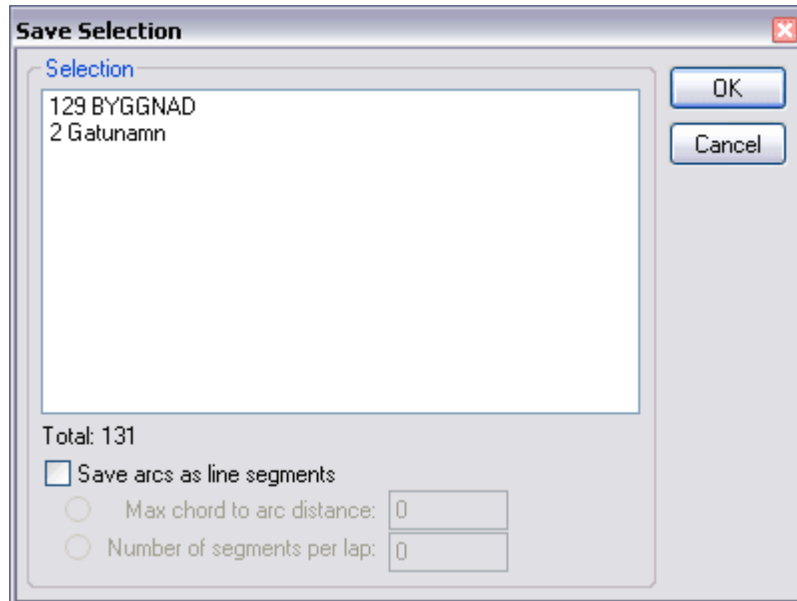 Save Selection
Selection
129 BYGGNAD
2 Gatunamn
OK
Cancel
Total: 131
Save arcs as line segments
Max chord to arc distance: 0
Number of segments per lap: 0